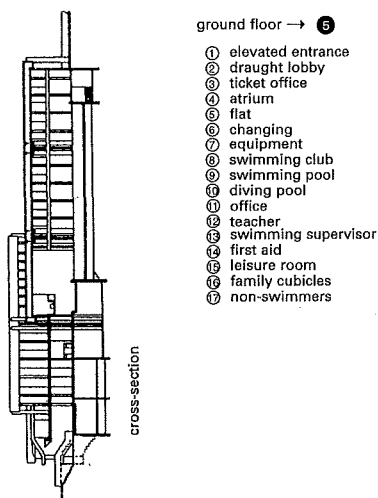 ground floor → 5
1 elevated entrance
2 draught lobby
3 ticket office
4 atrium
5 flat
6 changing
7 equipment
8 swimming club
9 swimming pool
10 diving pool
11 office
12 teacher
13 swimming supervisor
14 first aid
15 leisure room
16 family cubicles
17 non-swimmers
cross-section